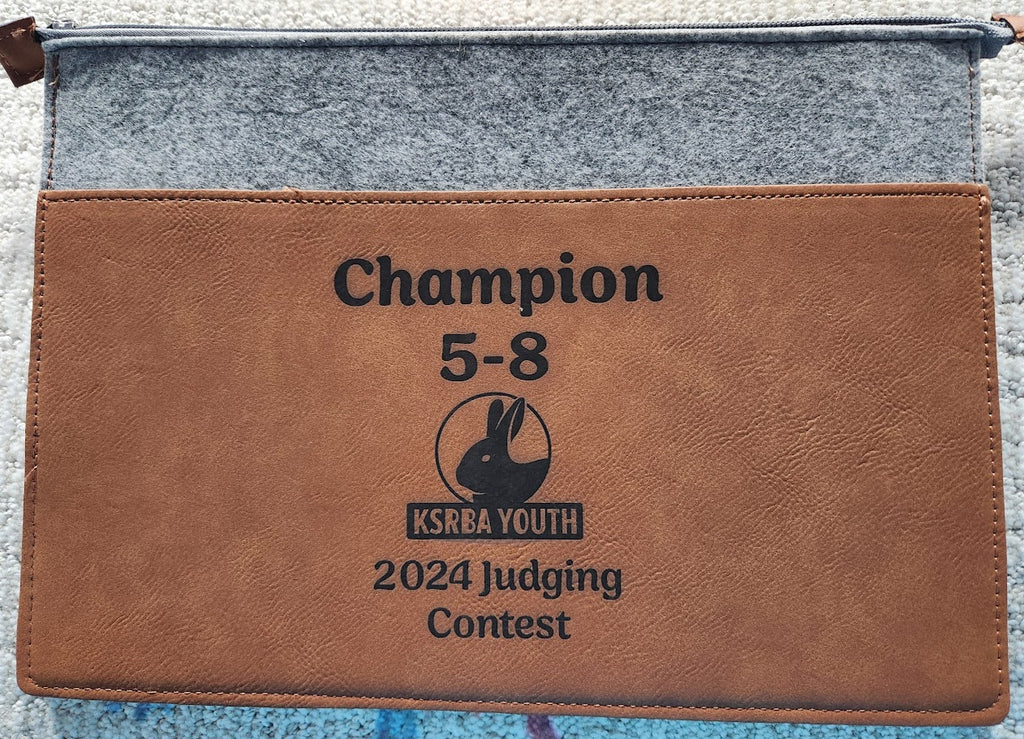 Champion
5-8
KSRBA YOUTH
2024 Judging
Contest